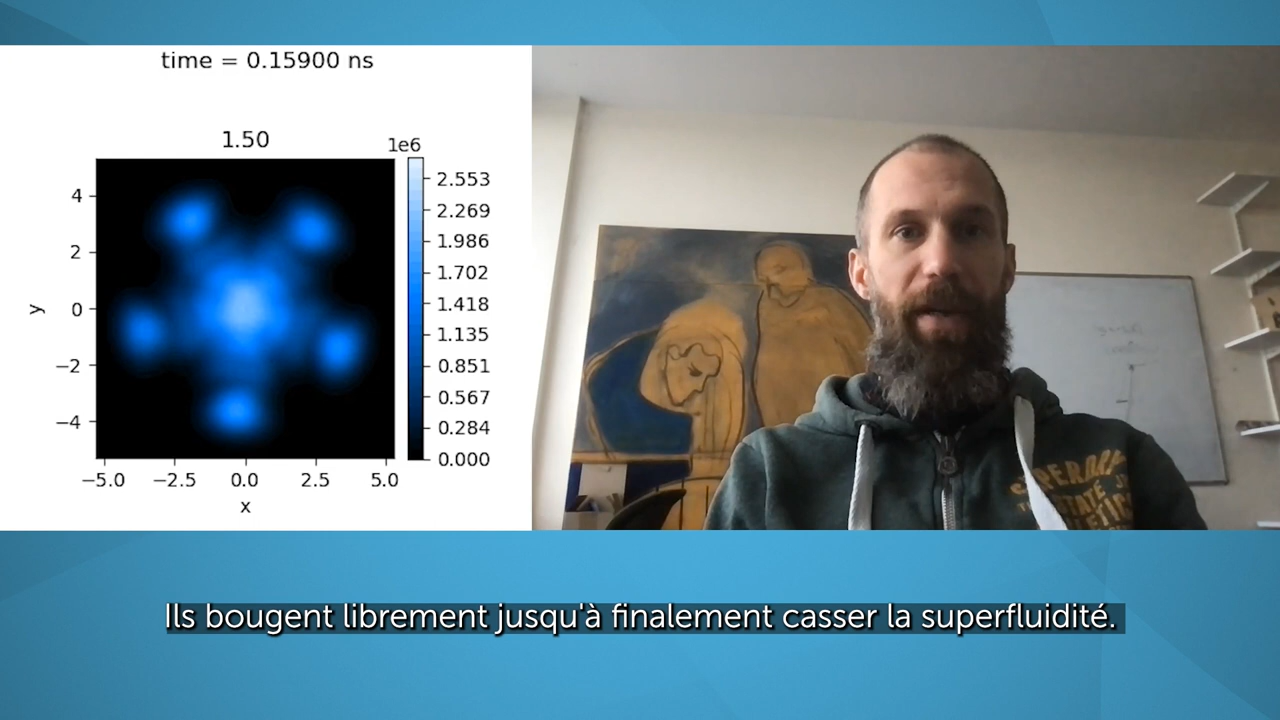 time = 0.15900 ns
1.50
1e6
4
2
0
−2
−4
y
−5.0 −2.5 0.0 2.5 5.0
x
2.553
2.269
1.986
1.702
1.418
1.135
0.851
0.567
0.284
0.000
SUPERDRY
Ils bougent librement jusqu'à finalement casser la superfluidité.